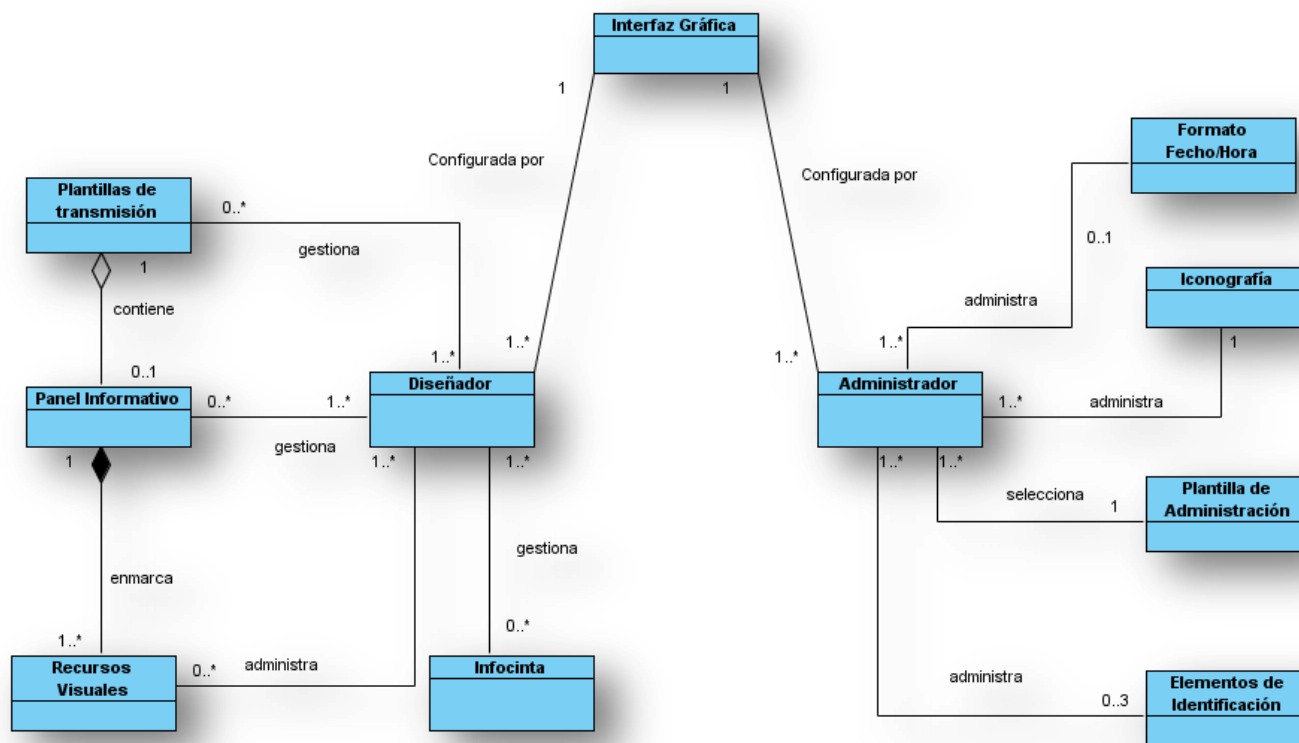 Interfaz Gráfica
1
1
Configurada por
Configurada por
Formato
Fecho/Hora
Plantillas de
transmisión
0..*
gestiona
1
contiene
0..1
0..1
administra
Iconografía
1
1..*
1..*
1..*
1..*
Panel Informativo
0..*
1..*
gestiona
Diseñador
Administrador
1..*
administra
1
1..*
1..*
1..*
1..*
selecciona
1
Plantilla de
Administración
enmarca
gestiona
1..*
0..*
Recursos
Visuales
0..*
administra
Infocinta
administra
0..3
Elementos de
Identificación